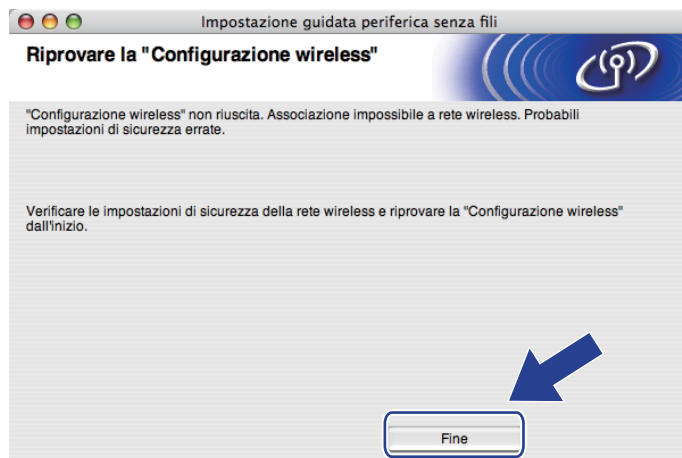 Impostazione guidata periferica senza fili
Riprovare la "Configurazione wireless"
"Configurazione wireless" non riuscita. Associazione impossibile a rete wireless. Probabili
impostazioni di sicurezza errate.
Verificare le impostazioni di sicurezza della rete wireless e riprovare la "Configurazione wireless"
dall'inizio.
Fine